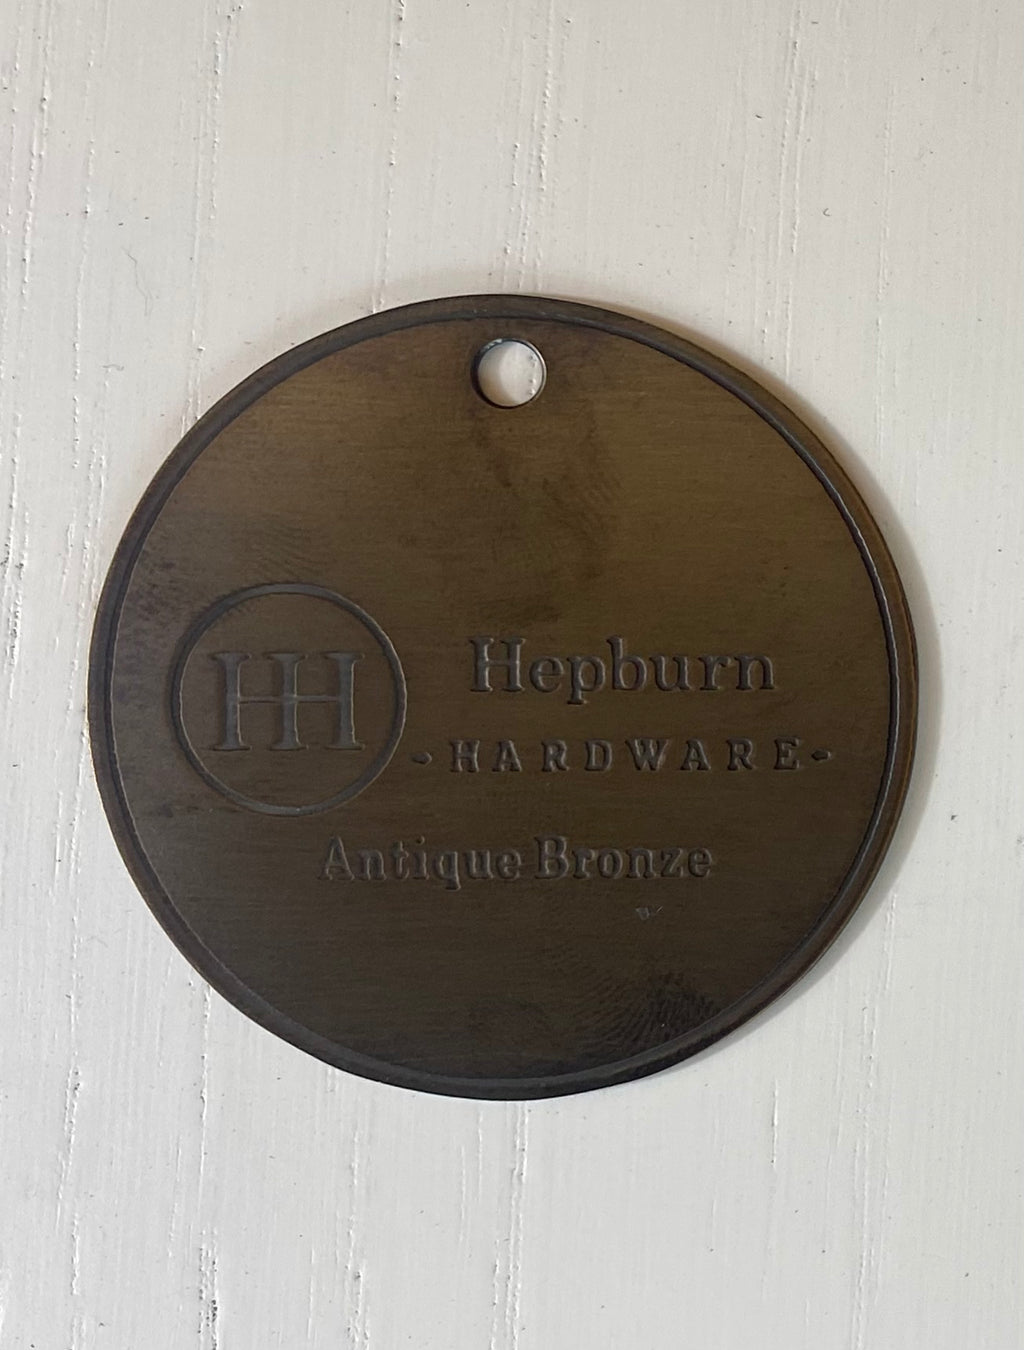 HH
Hepburn
-HARDWARE-
Antique Bronze